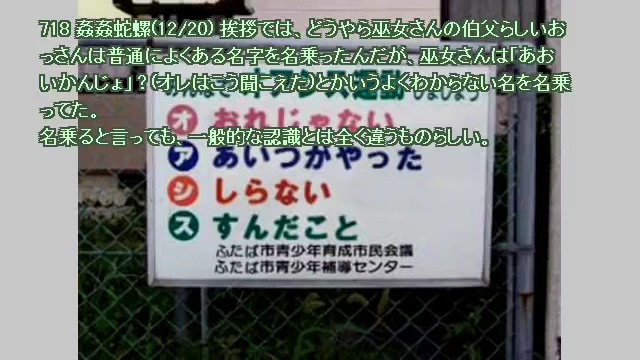 718 姦姦蛇螺(12/20) 挨拶では、どうやら巫女さんの伯父らしいお
っさんは普通によくある名字を名乗ったんだが、巫女さんは「あお
いかんじょ」？(オレはこう聞こえた)とかいうよくわからない名を名乗
ってた。
名乗ると言っても、一般的な認識とは全く違うものらしい。
オアシス運動
オ おれじゃない
ア あいつがやった
シ しらない
ス すんだこと
ふたば市青少年育成市民会議
ふたば市青少年補導センター